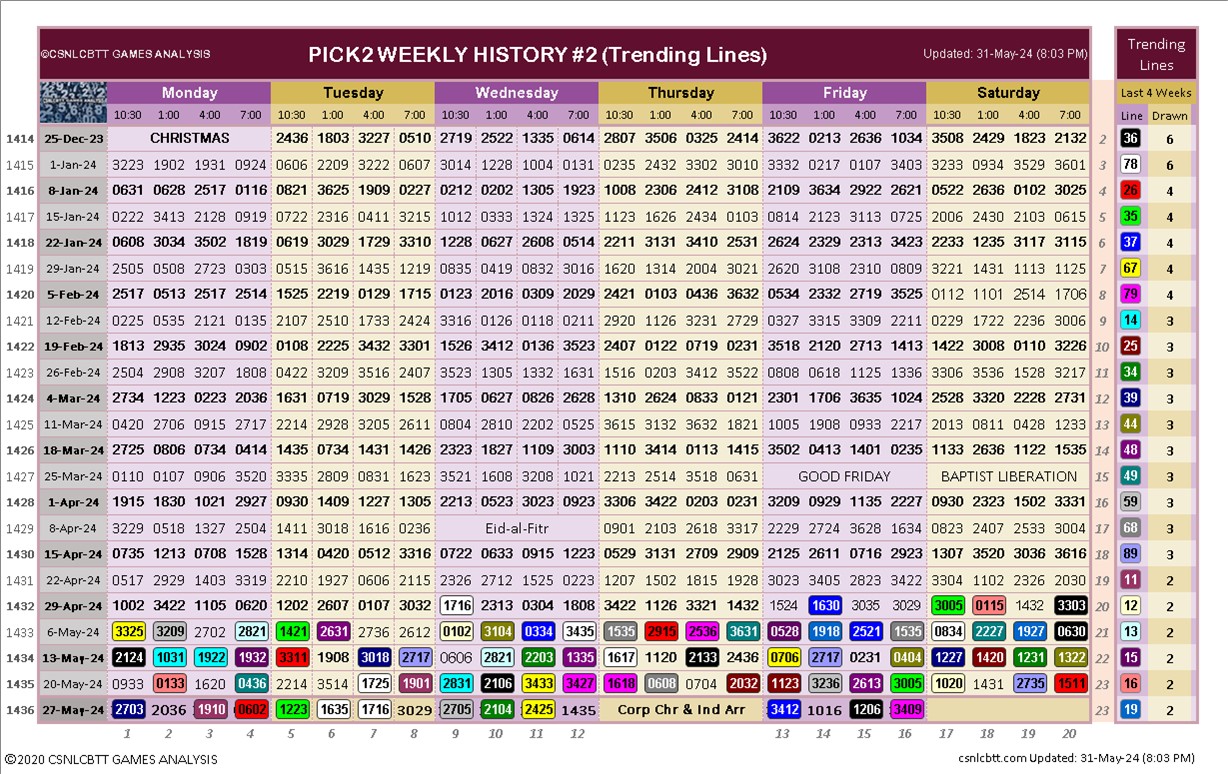 ©CSNLCBTT GAMES ANALYSIS PICK2 WEEKLY HISTORY #2 (Trending Lines) Updated: 31-May-24 (8:03 PM) Trending Lines
Monday Tuesday Wednesday Thursday Friday Saturday Last 4 Weeks
10:30 1:00 4:00 7:00 10:30 1:00 4:00 7:00 10:30 1:00 4:00 7:00 10:30 1:00 4:00 7:00 10:30 1:00 4:00 7:00 10:30 1:00 4:00 7:00 Line Drawn
1414 25-Dec-23 CHRISTMAS 2436 1803 3227 0510 2719 2522 1335 0614 2807 3506 0325 2414 3622 0213 2636 1034 3508 2429 1823 2132 2 36 6
1415 1-Jan-24 3223 1902 1931 0924 0606 2209 3222 0607 3014 1228 1004 0131 0235 2432 3302 3010 3332 0217 0107 3403 3233 0934 3529 3601 3 78 6
1416 8-Jan-24 0631 0628 2517 0116 0821 3625 1909 0227 0212 0202 1305 1923 1008 2306 2412 3108 2109 3634 2922 2621 0522 2636 0102 3025 4 26 4
1417 15-Jan-24 0222 3413 2128 0919 0722 2316 0411 3215 1012 0333 1324 1325 1123 1626 2434 0103 0814 2123 3113 0725 2006 2430 2103 0615 5 35 4
1418 22-Jan-24 0608 3034 3502 1819 0619 3029 1729 3310 1228 0627 2608 0514 2211 3131 3410 2531 2624 2329 2313 3423 2233 1235 3117 3115 6 37 4
1419 29-Jan-24 2505 0508 2723 0303 0515 3616 1435 1219 0835 0419 0832 3016 1620 1314 2004 3021 2620 3108 2310 0809 3221 1431 1113 1125 7 67 4
1420 5-Feb-24 2517 0513 2517 2514 1525 2219 0129 1715 0123 2016 0309 2029 2421 0103 0436 3632 0534 2332 2719 3525 0112 1101 2514 1706 8 79 4
1421 12-Feb-24 0225 0535 2121 0135 2107 2510 1733 2424 3316 0126 0118 0211 2920 1126 3231 2729 0327 3315 3309 2211 0229 1722 2236 3006 9 14 3
1422 19-Feb-24 1813 2935 3024 0902 0108 2225 3432 3301 1526 3412 0136 3523 2407 0122 0719 0231 3518 2120 2713 1413 1422 3008 0110 3226 10 25 3
1423 26-Feb-24 2504 2908 3207 1808 0422 3209 3516 2407 3523 1305 1332 1631 1516 0203 3412 3522 0808 0618 1125 1336 3306 3536 1528 3217 11 34 3
1424 4-Mar-24 2734 1223 0223 2036 1631 0719 3029 1528 1705 0627 0826 2628 1310 2624 0833 0121 2301 1706 3635 1024 2528 3320 2228 2731 12 39 3
1425 11-Mar-24 0420 2706 0915 2717 2214 2928 3205 2611 0804 2810 2202 0525 3615 3132 3632 1821 1005 1908 0933 2217 2013 0811 0428 1233 13 44 3
1426 18-Mar-24 2725 0806 0734 0414 1435 0734 1431 1426 2323 1827 1109 3003 1110 3414 0113 1415 3502 0413 1401 0235 1133 2636 1122 1535 14 48 3
1427 25-Mar-24 0110 0107 0906 3520 3335 2809 0831 1623 3521 1608 3208 1021 2213 2514 3518 0631 GOOD FRIDAY BAPTIST LIBERATION 15 49 3
1428 1-Apr-24 1915 1830 1021 2927 0930 1409 1227 1305 2213 0523 3023 0923 3306 3422 0203 0231 3209 0929 1135 2227 0930 2323 1502 3331 16 59 3
1429 8-Apr-24 3229 0518 1327 2504 1411 3018 1616 0236 Eid-al-Fitr 0901 2103 2618 3317 2229 2724 3628 1634 0823 2407 2533 3004 17 68 3
1430 15-Apr-24 0735 1213 0708 1528 1314 0420 0512 3316 0722 0633 0915 1223 0529 3131 2709 2909 2125 2611 0716 2923 1307 3520 3036 3616 18 89 3
1431 22-Apr-24 0517 2929 1403 3319 2210 1927 0606 2115 2326 2712 1525 0223 1207 1502 1815 1928 3023 3405 2823 3422 3304 1102 2326 2030 19 11 2
1432 29-Apr-24 1002 3422 1105 0620 1202 2607 0107 3032 1716 2313 0304 1808 3422 1126 3321 1432 1524 1630 3035 3029 3005 0115 1432 3303 20 12 2
1433 6-May-24 3325 3209 2702 2821 1421 2631 2736 2612 0102 3104 0334 3435 1535 2915 2536 3631 0528 1918 2521 1535 0834 2227 1927 0630 21 13 2
1434 13-May-24 2124 1031 1922 1932 3311 1908 3018 2717 0606 2821 2203 1335 1617 1120 2133 2436 0706 2717 0231 0404 1227 1420 1231 1322 22 15 2
1435 20-May-24 0933 0133 1620 0436 2214 3514 1725 1901 2831 2106 3433 3427 1618 0608 0704 2032 1123 3236 2613 3005 1020 1431 2735 1511 23 16 2
1436 27-May-24 2703 2036 1910 0602 1223 1635 1716 3029 2705 2104 2425 1435 Corp Chr & Ind Arr 3412 1016 1206 3409 23 19 2
1 2 3 4 5 6 7 8 9 10 11 12 13 14 15 16 17 18 19 20
©2020 CSNLCBTT GAMES ANALYSIS csnlcbtt.com Updated: 31-May-24 (8:03 PM)